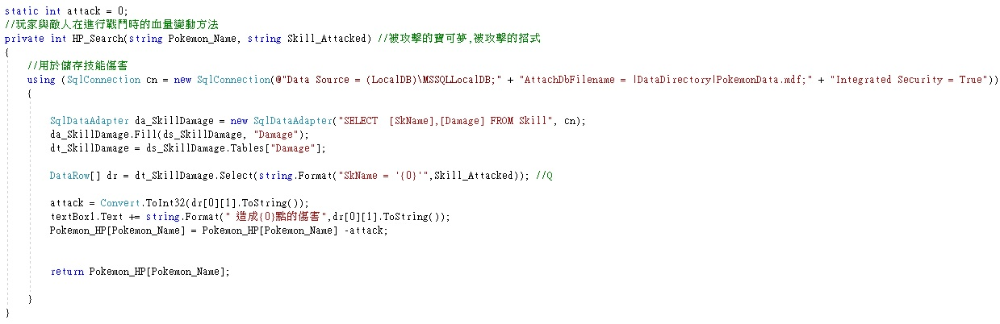 static int attack = 0;
//玩家與敵人在進行戰鬥時的血量變動方法
private int HP_Search(string Pokemon_Name, string Skill_Attacked) //被攻擊的寶可夢,被攻擊的招式
{
//用於儲存技能傷害
using (SqlConnection cn = new SqlConnection(@"Data Source = (LocalDB)\MSSQLLocalDB;" + "AttachDbFilename = |DataDirectory|PokemonData.mdf;" + "Integrated Security = True"))
{
SqlDataAdapter da_SkillDamage = new SqlDataAdapter("SELECT  [SkName],[Damage] FROM Skill", cn);
da_SkillDamage.Fill(ds_SkillDamage, "Damage");
dt_SkillDamage = ds_SkillDamage.Tables["Damage"];
DataRow[] dr = dt_SkillDamage.Select(string.Format("SkName = '{0}'",Skill_Attacked)); //Q
attack = Convert.ToInt32(dr[0][1].ToString());
textBox1.Text += string.Format(" 造成{0}點的傷害",dr[0][1].ToString());
Pokemon_HP[Pokemon_Name] = Pokemon_HP[Pokemon_Name] -attack;
return Pokemon_HP[Pokemon_Name];
}
}